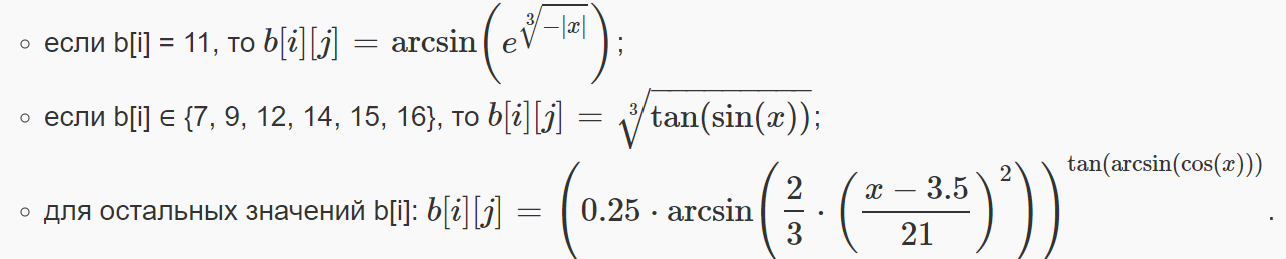 если b[i] = 11, то b[i][j] = arcsin(e^{∛(-|x|)});
если b[i] ∈ {7, 9, 12, 14, 15, 16}, то b[i][j] = ∛(tan(sin(x)));
для остальных значений b[i]: b[i][j] = (0.25 · arcsin(2/3 · ((x − 3.5)/21)^2))^{tan(arcsin(cos(x)))}.